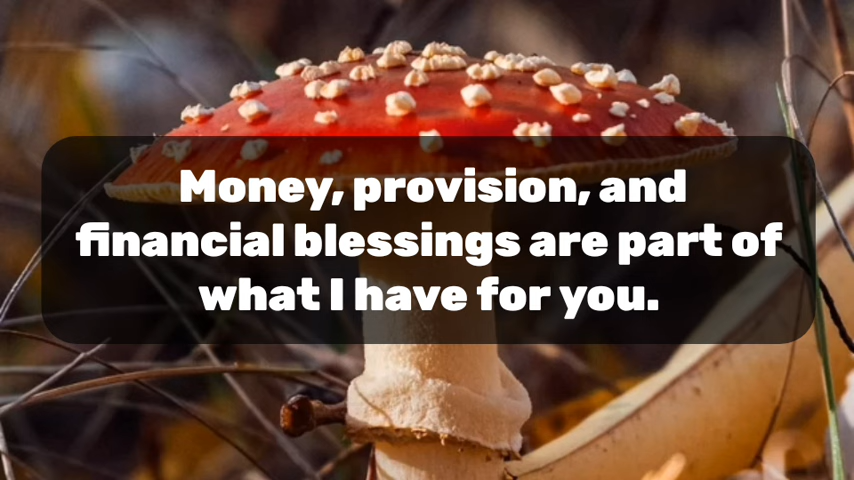 Money, provision, and
financial blessings are part of
what I have for you.